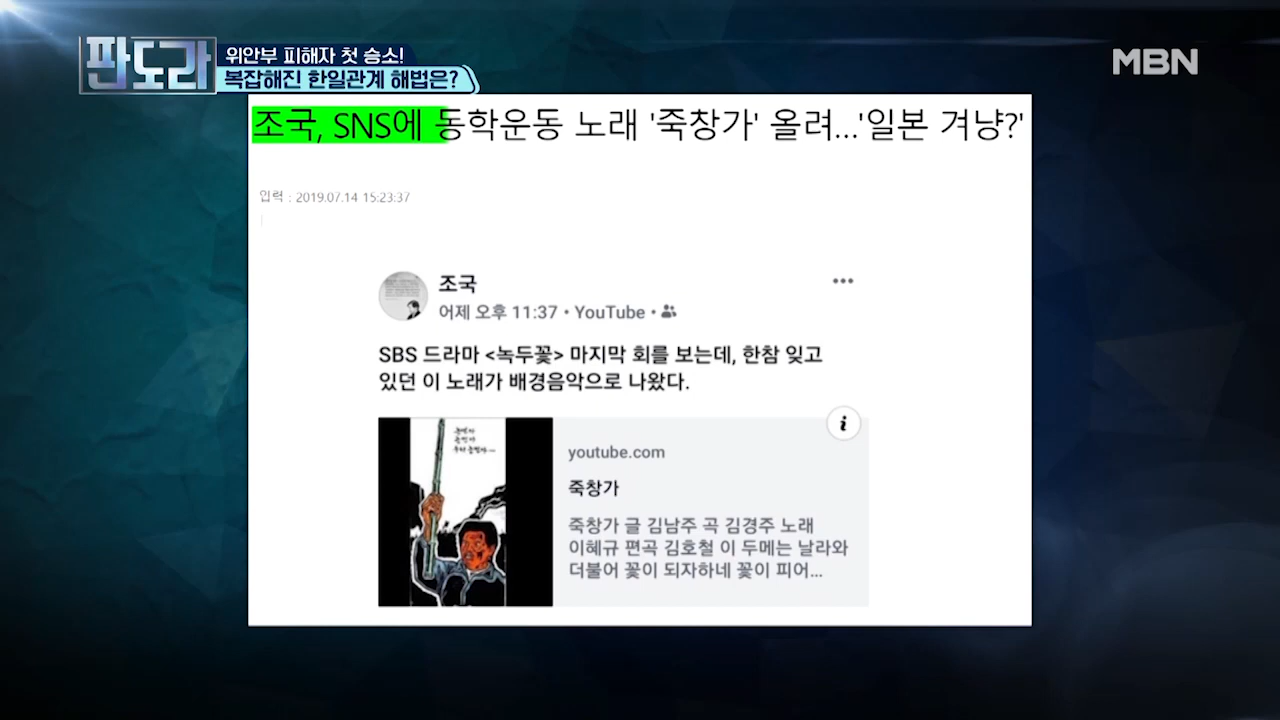 판도라
위안부 피해자 첫 승소!
복잡해진 한일관계 해법은?
MBN
조국, SNS에 동학운동 노래 '죽창가' 올려...'일본 겨냥?'
입력 : 2019.07.14 15:23:37
조국
어제 오후 11:37 • YouTube •
SBS 드라마 <녹두꽃> 마지막 회를 보는데, 한참 잊고
있던 이 노래가 배경음악으로 나왔다.
youtube.com
죽창가
죽창가 글 김남주 곡 김경주 노래
이혜규 편곡 김호철 이 두메는 날라와
더불어 꽃이 되자하네 꽃이 피어...